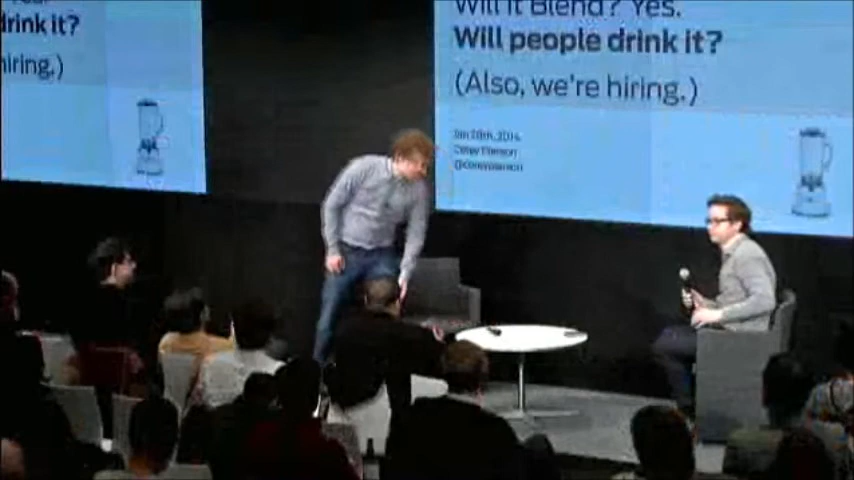 drink it?
hiring.)
Will it Blend? Yes.
Will people drink it?
(Also, we're hiring.)